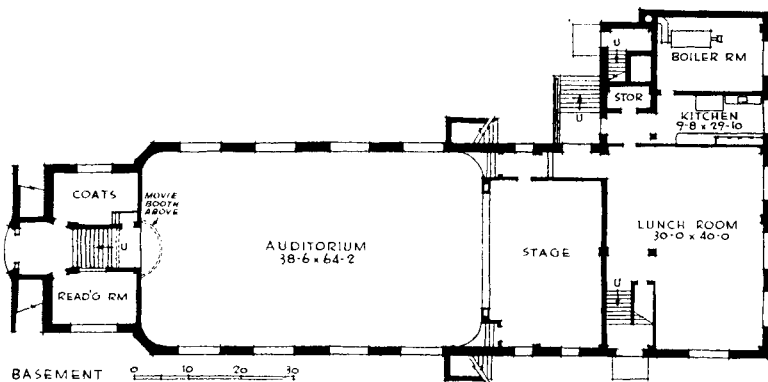 BOILER RM
STOR
KITCHEN
9-8 x 29-10
U
U
COATS
MOVIE
BOOTH
ABOVE
U
AUDITORIUM
38-6 x 64-2
STAGE
LUNCH ROOM
30-0 x 40-0
READ'G RM
U
BASEMENT
0 10 20 30